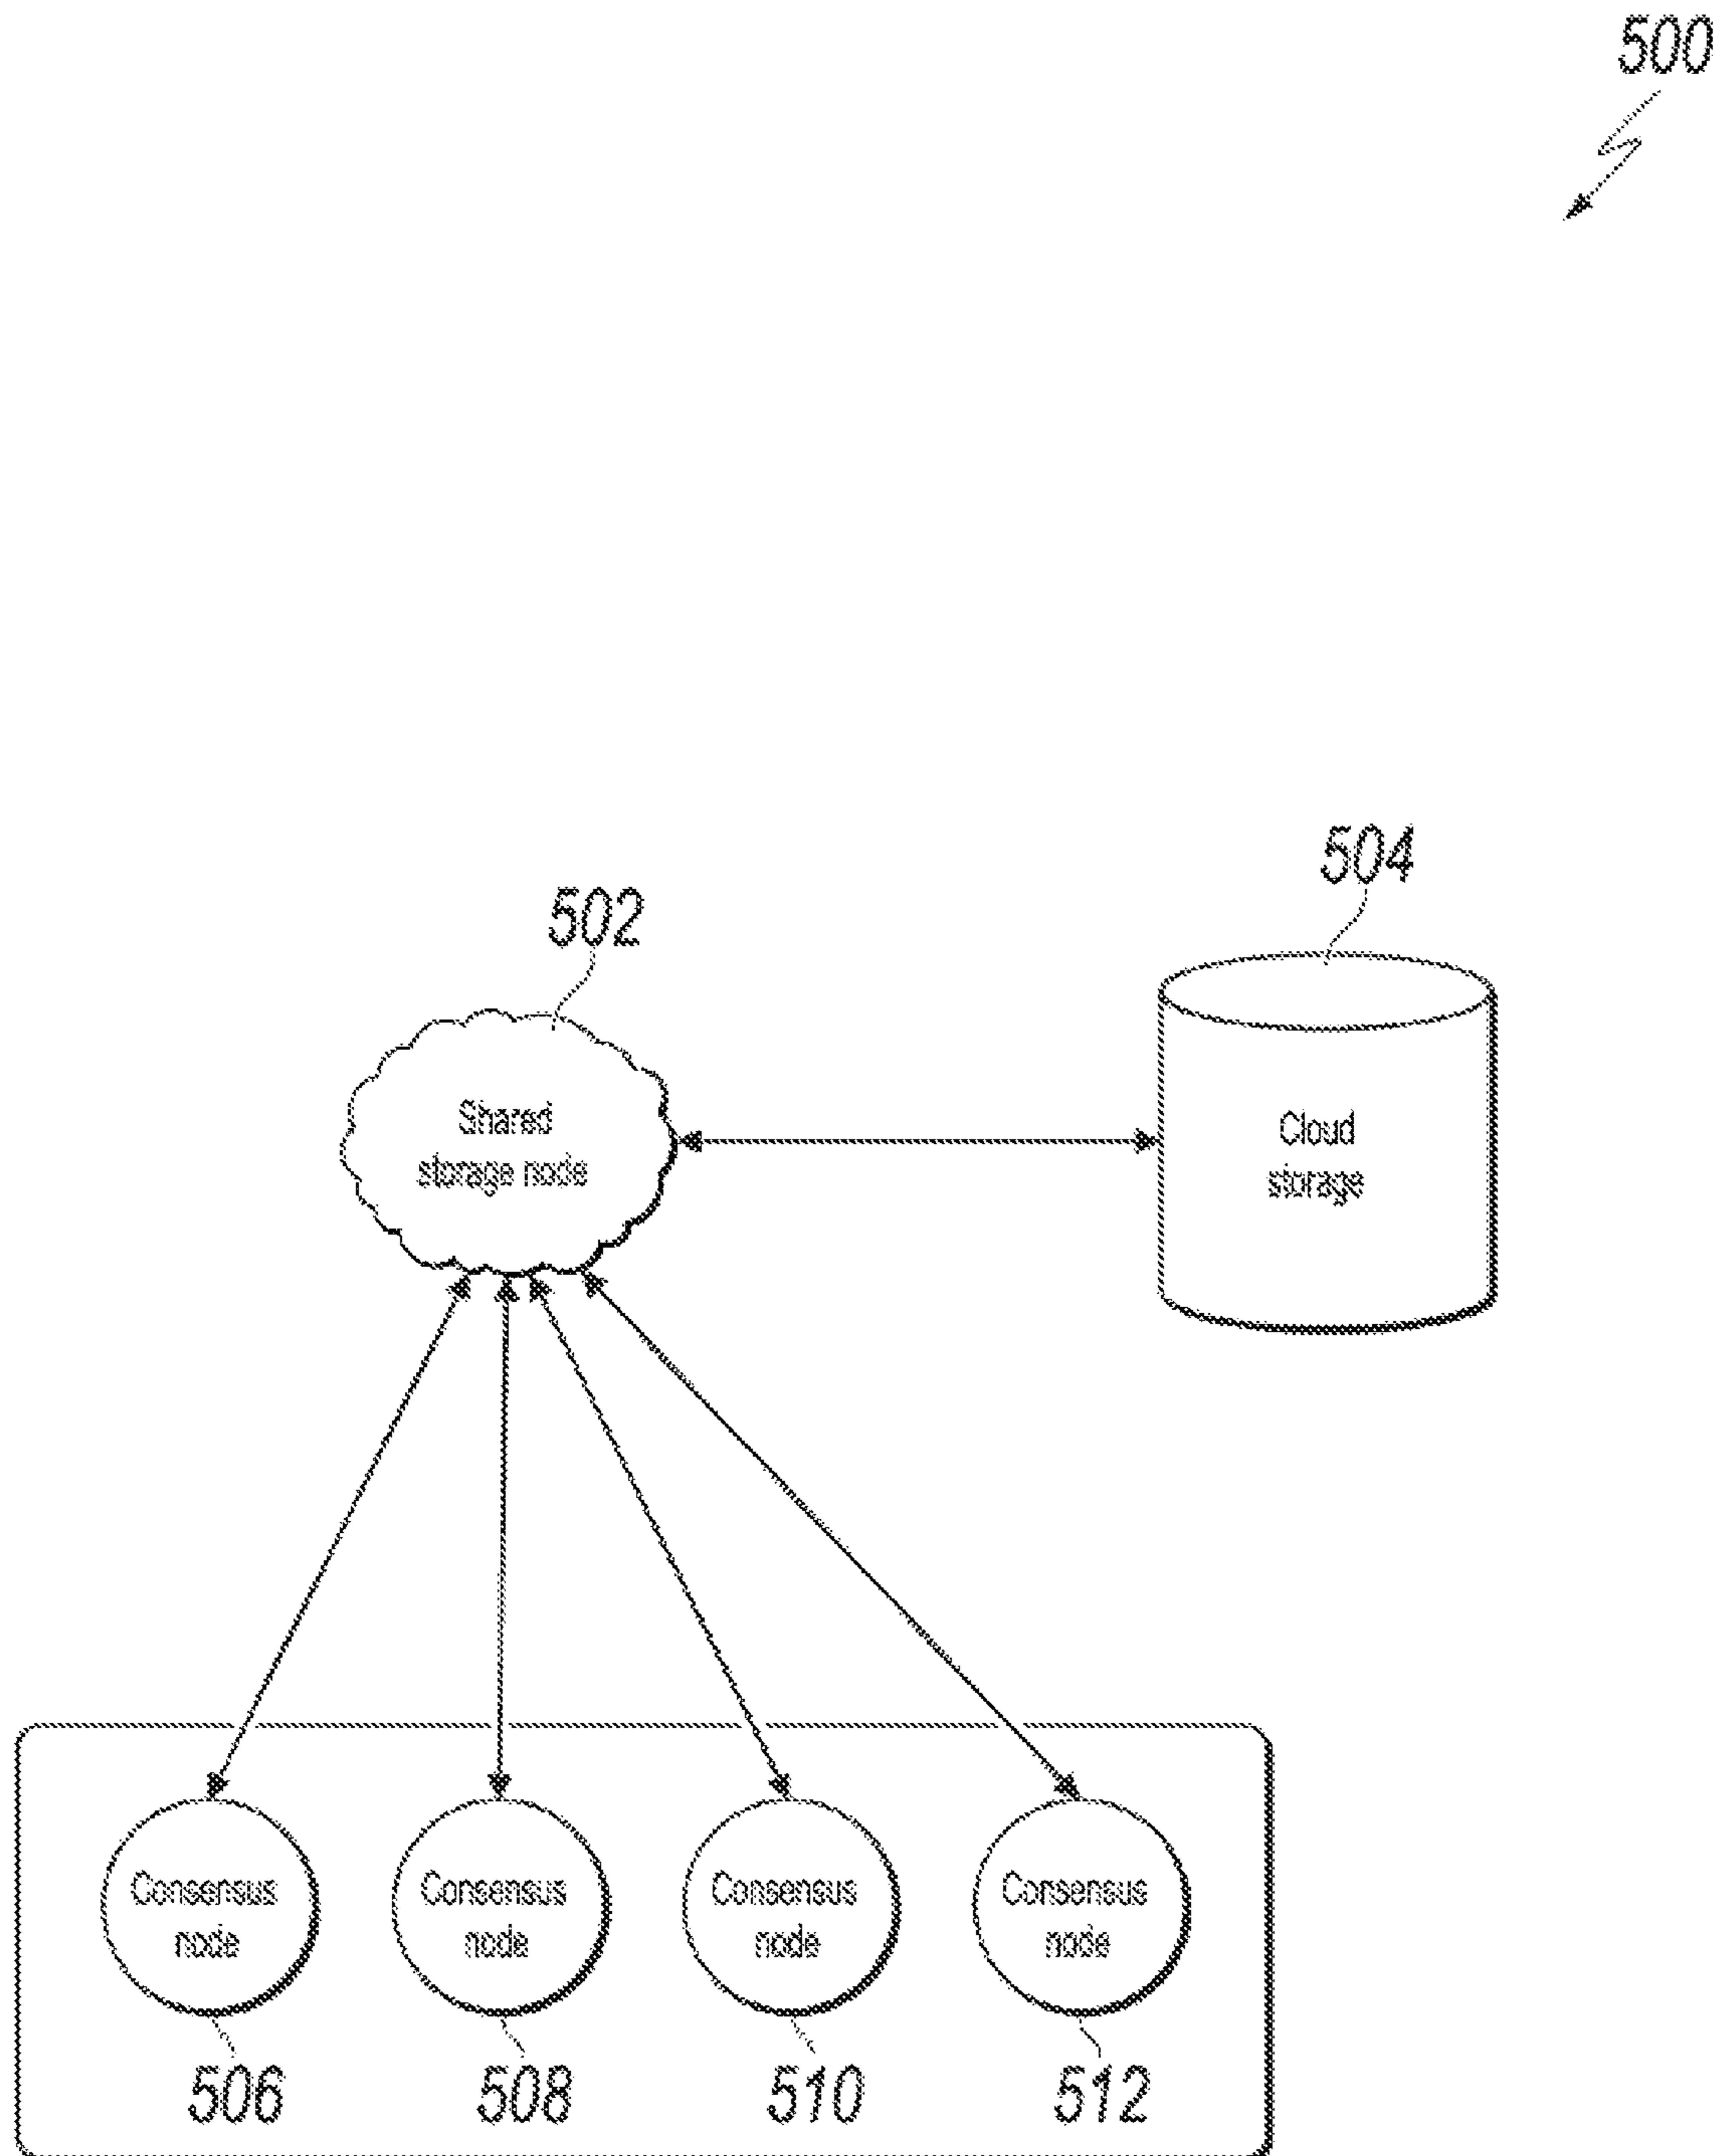 500
504
502
Shared
storage node
Cloud
storage
Consensus
node
Consensus
node
Consensus
node
Consensus
node
506
508
510
512